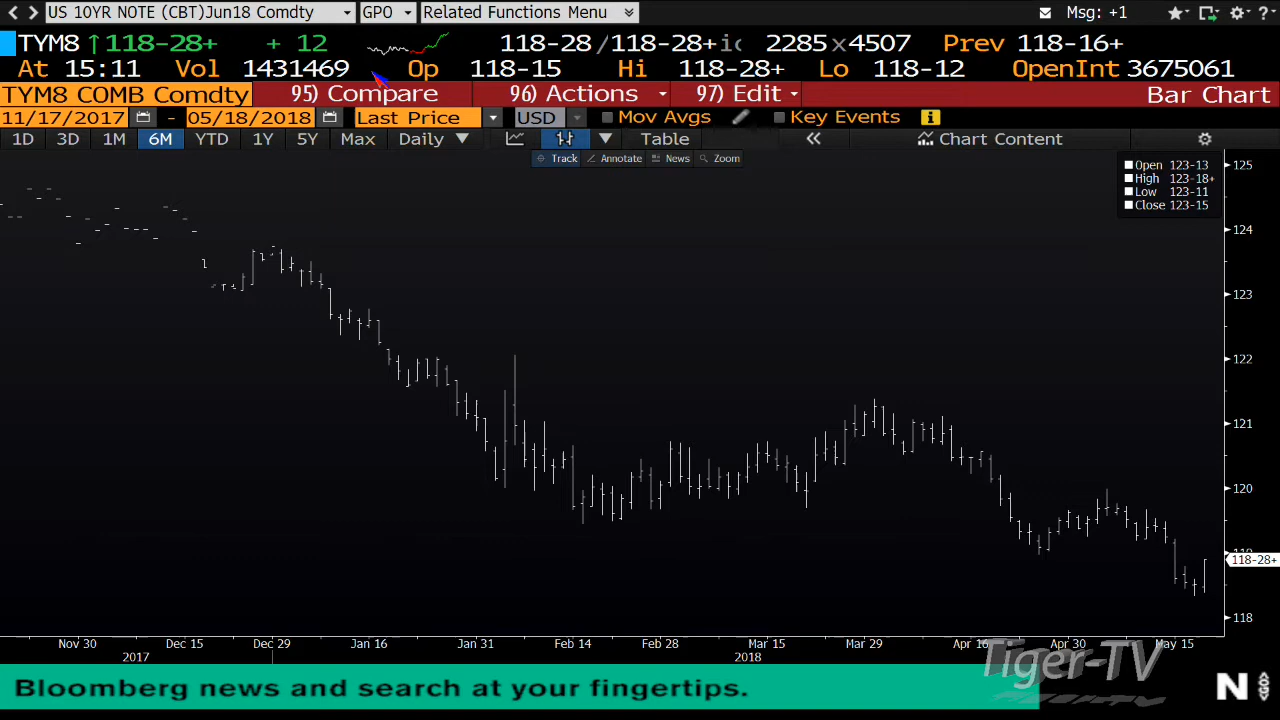 US 10YR NOTE (CBT)Jun18 Comdty GPO Related Functions Menu Msg: +1 ?
TYM8 ↑118-28+ + 12 118-28 /118-28+ 2285x4507 Prev 118-16+
At 15:11 Vol 1431469 Op 118-15 Hi 118-28+ Lo 118-12 OpenInt 3675061
TYM8 COMB Comdty 95) Compare 96) Actions 97) Edit Bar Chart
11/17/2017 - 05/18/2018 Last Price USD Mov Avgs Key Events i
1D 3D 1M 6M YTD 1Y 5Y Max Daily Table « Chart Content
Track Annotate News Zoom
Open 123-13
High 123-18+
Low 123-11
Close 123-15
125
124
123
122
121
120
119
118-28+
118
Nov 30 Dec 15 Dec 29 Jan 16 Jan 31 Feb 14 Feb 28 Mar 15 Mar 29 Apr 16 Apr 30 May 15
2017 2018
Tiger-TV
Bloomberg news and search at your fingertips.
N